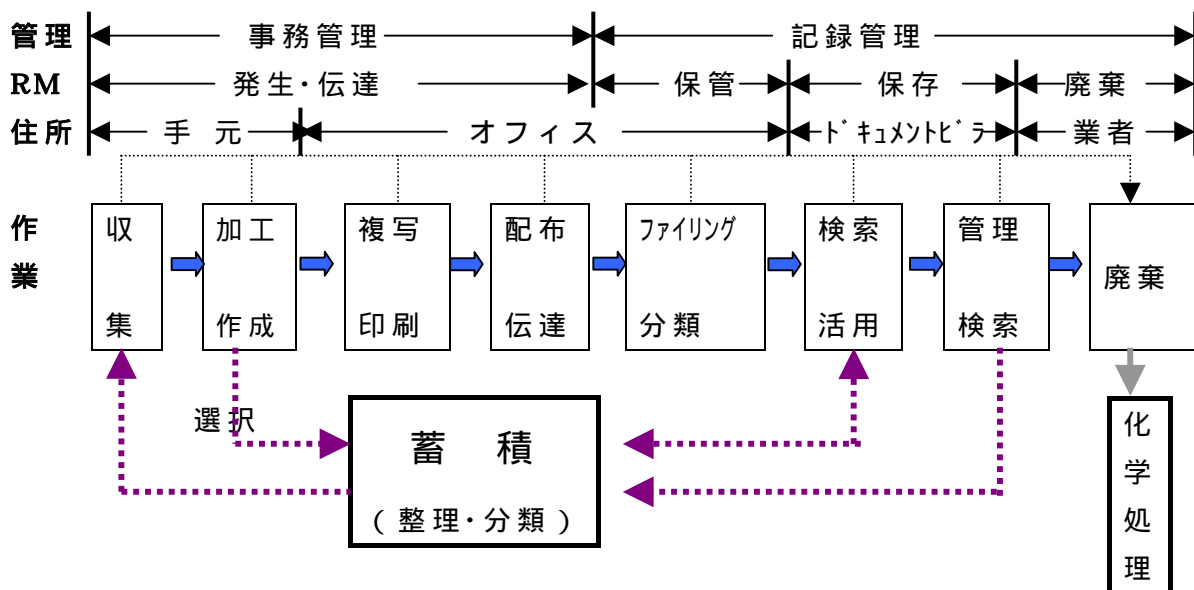 管理 事務管理 記録管理
RM 発生・伝達 保管 保存 廃棄
住所 手元 オフィス ﾄﾞｷｭﾒﾝﾄﾋﾞﾗ 業者
作業
収集
加工
作成
複写
印刷
配布
伝達
ﾌｧｲﾘﾝｸﾞ
分類
検索
活用
管理
検索
廃棄
選択
蓄積
(整理・分類)
化学処理